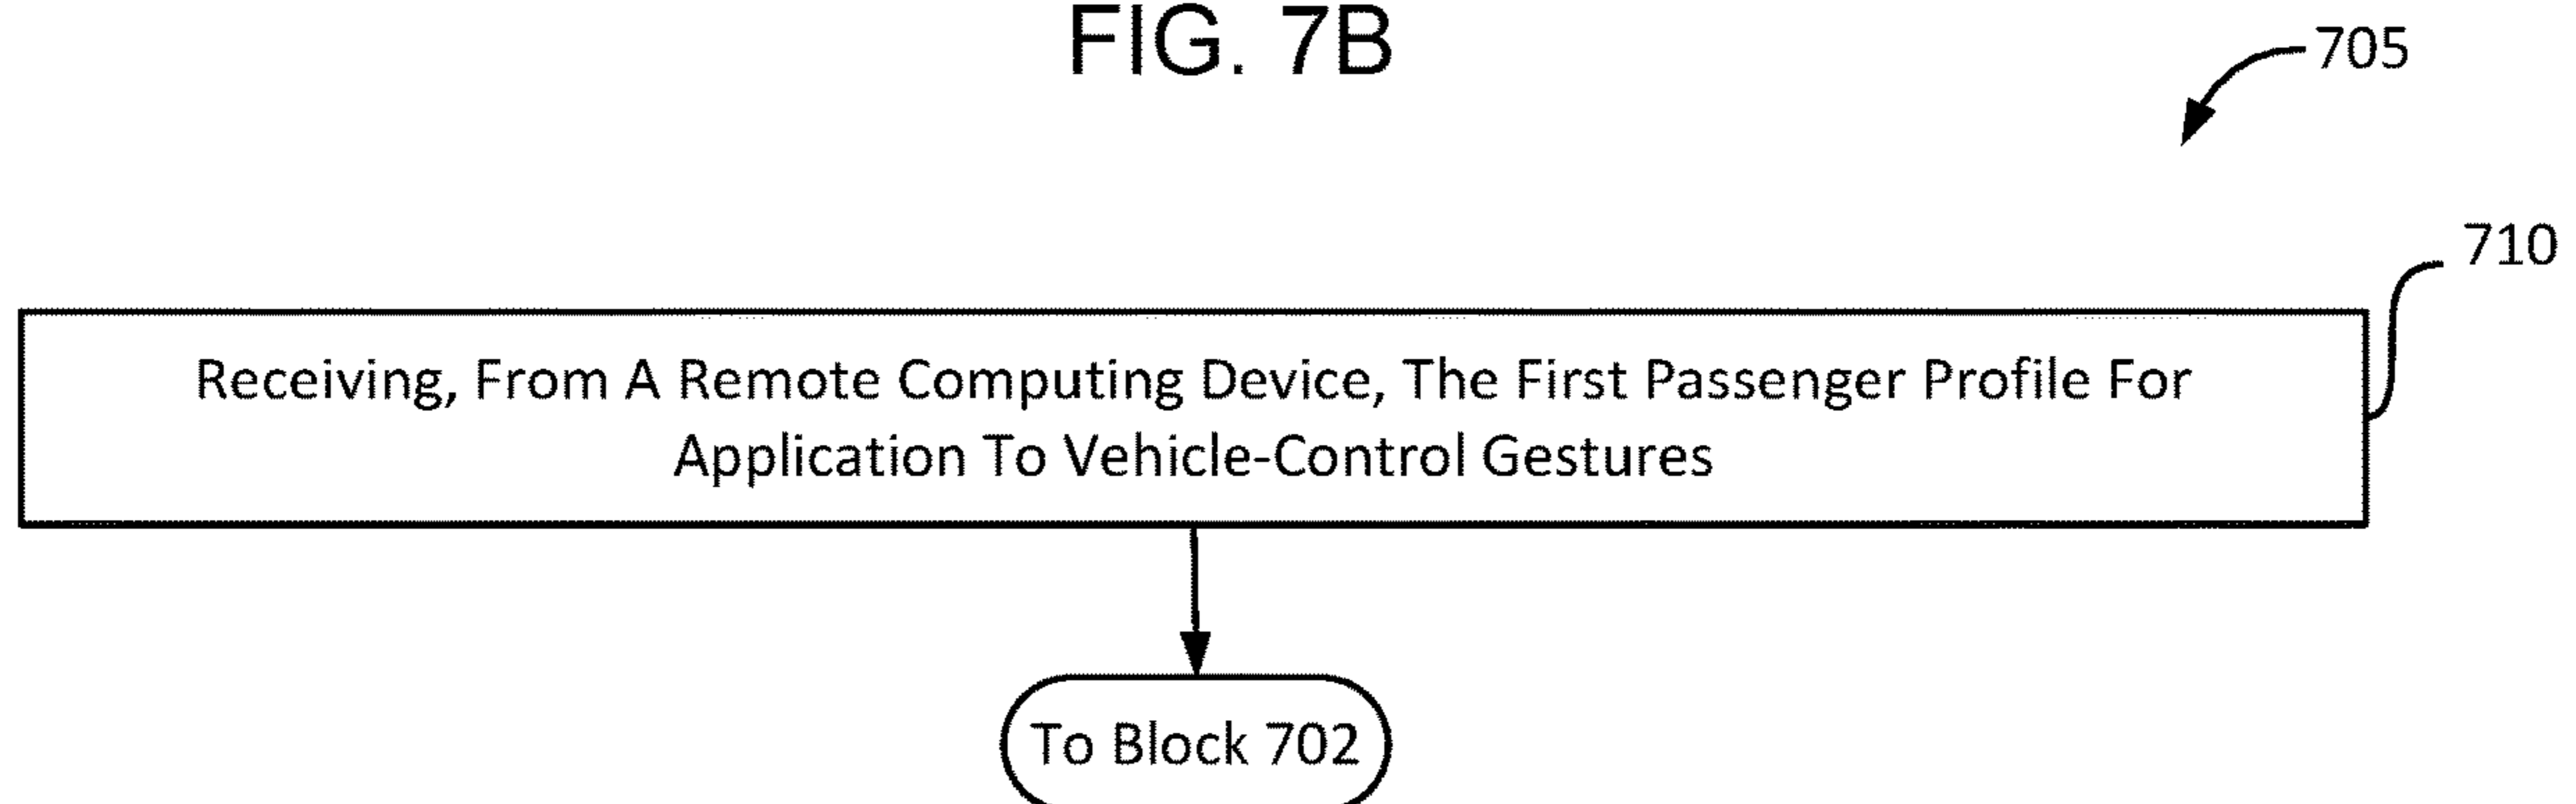 FIG. 7B
705
710
Receiving, From A Remote Computing Device, The First Passenger Profile For
Application To Vehicle-Control Gestures
To Block 702